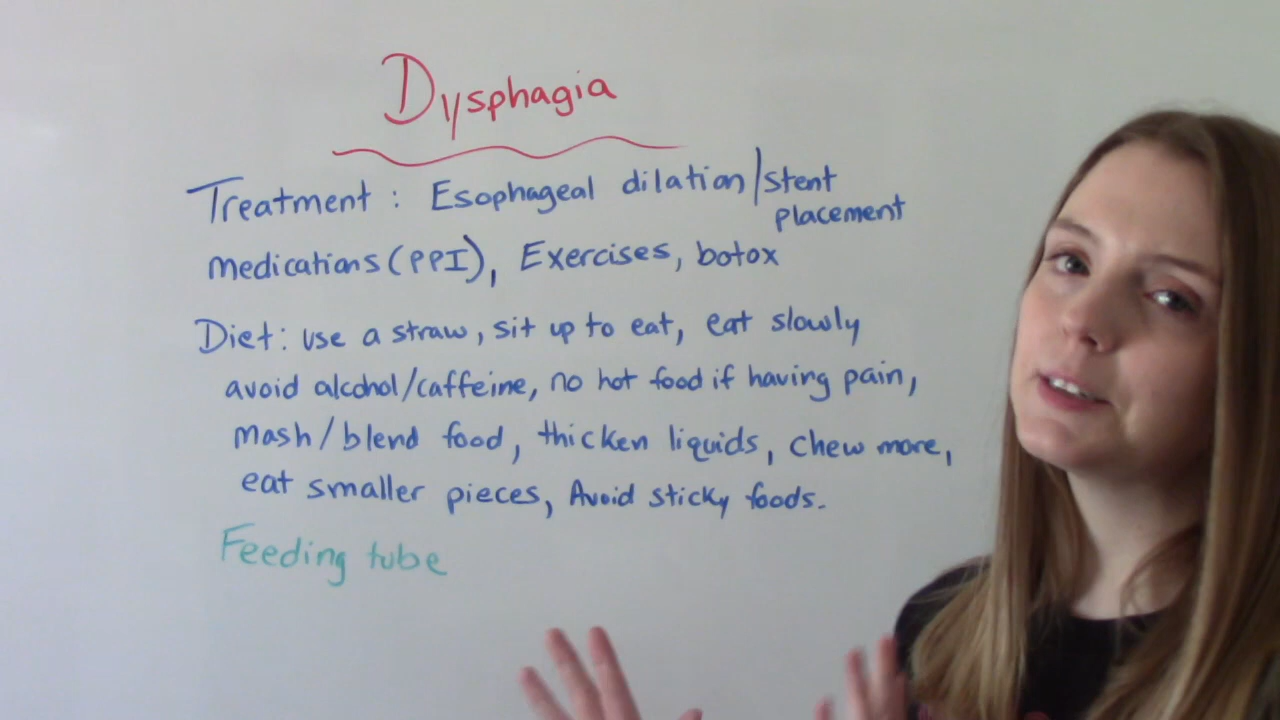 Dysphagia
Treatment: Esophageal dilation/stent
placement
medications (PPI), Exercises, botox
Diet: use a straw, sit up to eat, eat slowly
avoid alcohol/caffeine, no hot food if having pain,
mash/blend food, thicken liquids, chew more,
eat smaller pieces, Avoid sticky foods.
Feeding tube